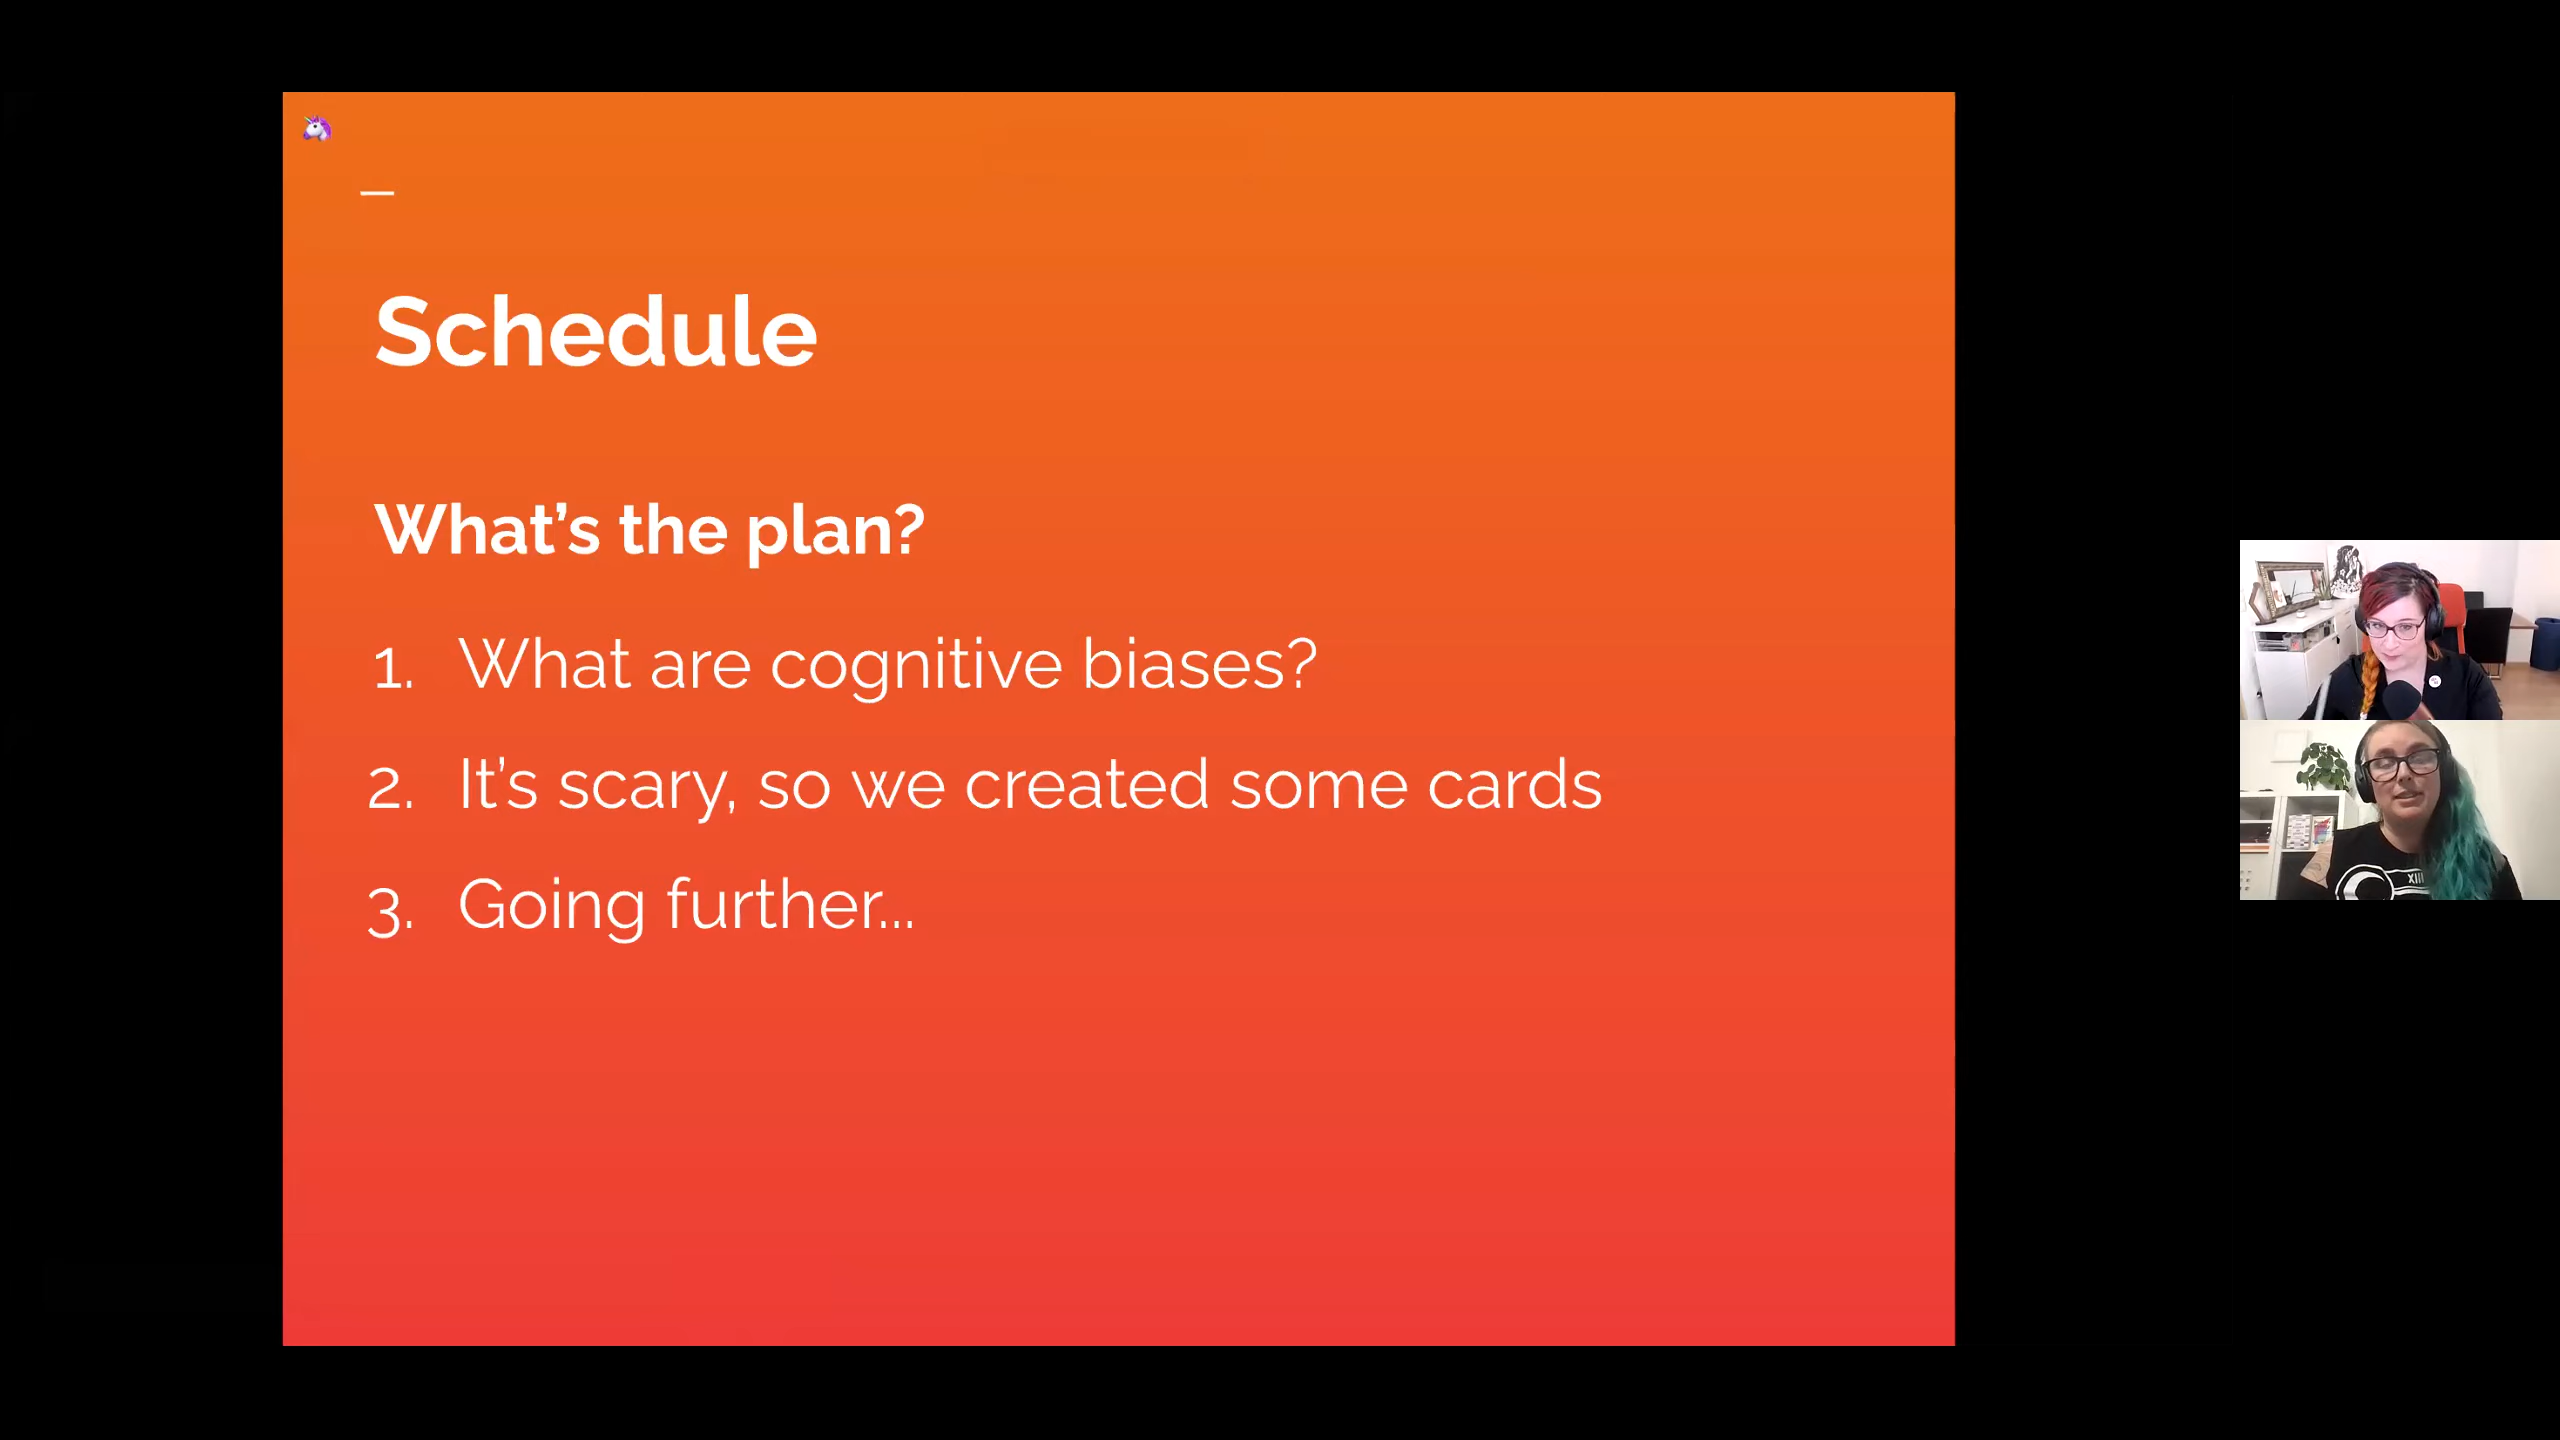 Schedule
What's the plan?
1. What are cognitive biases?
2. It's scary, so we created some cards
3. Going further...
XIII